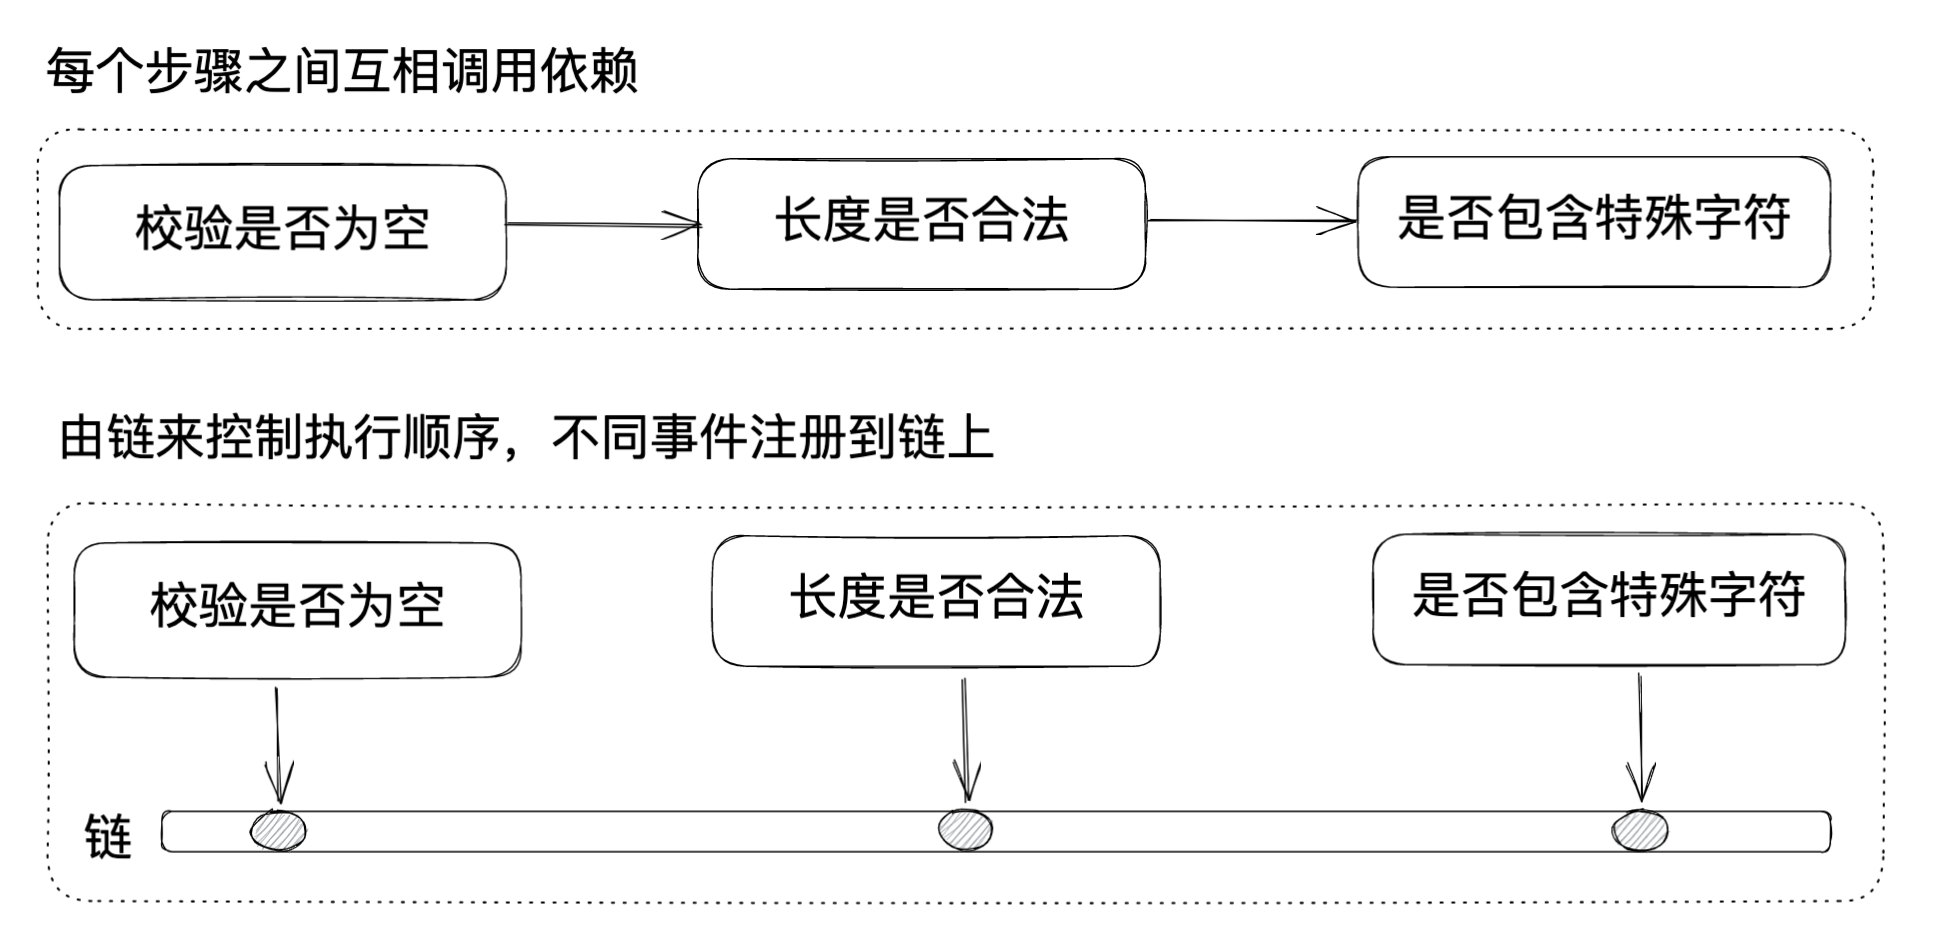 每个步骤之间互相调用依赖
校验是否为空
长度是否合法
是否包含特殊字符
由链来控制执行顺序，不同事件注册到链上
校验是否为空
长度是否合法
是否包含特殊字符
链